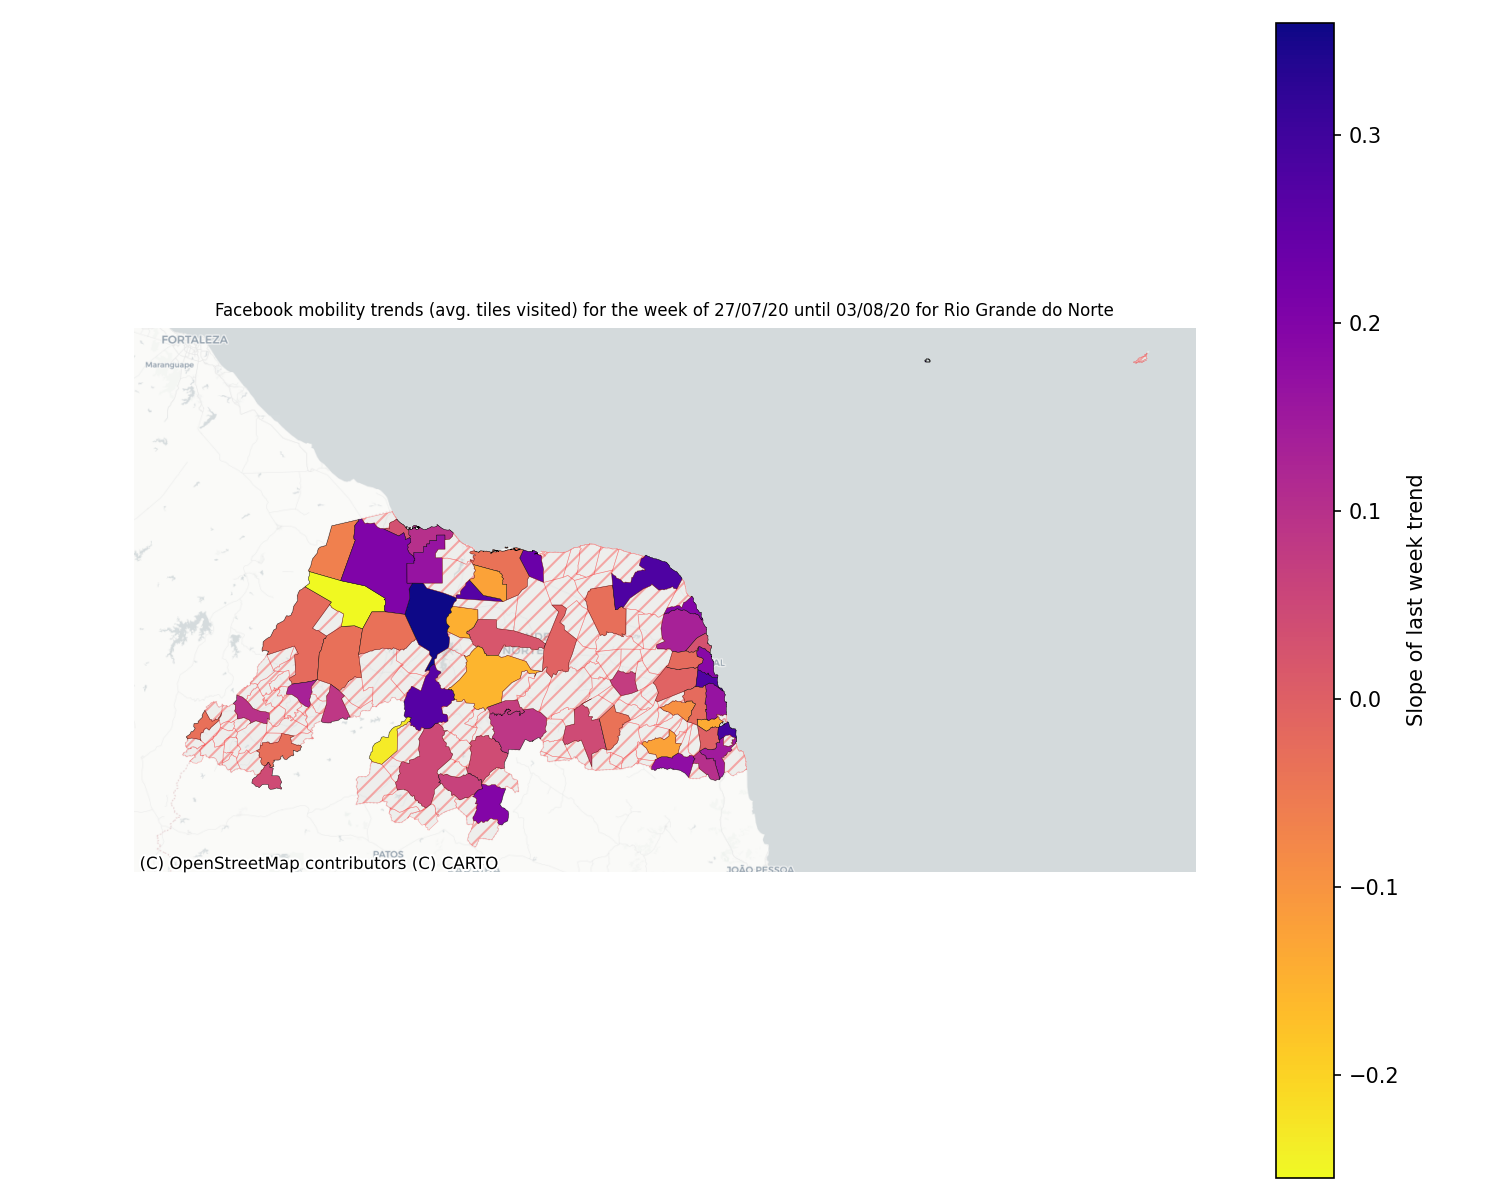 Facebook mobility trends (avg. tiles visited) for the week of 27/07/20 until 03/08/20 for Rio Grande do Norte
FORTALEZA
Maranguape
NORTE
AL
PATOS
JOÃO PESSOA
(C) OpenStreetMap contributors (C) CARTO
0.3
0.2
0.1
0.0
−0.1
−0.2
Slope of last week trend